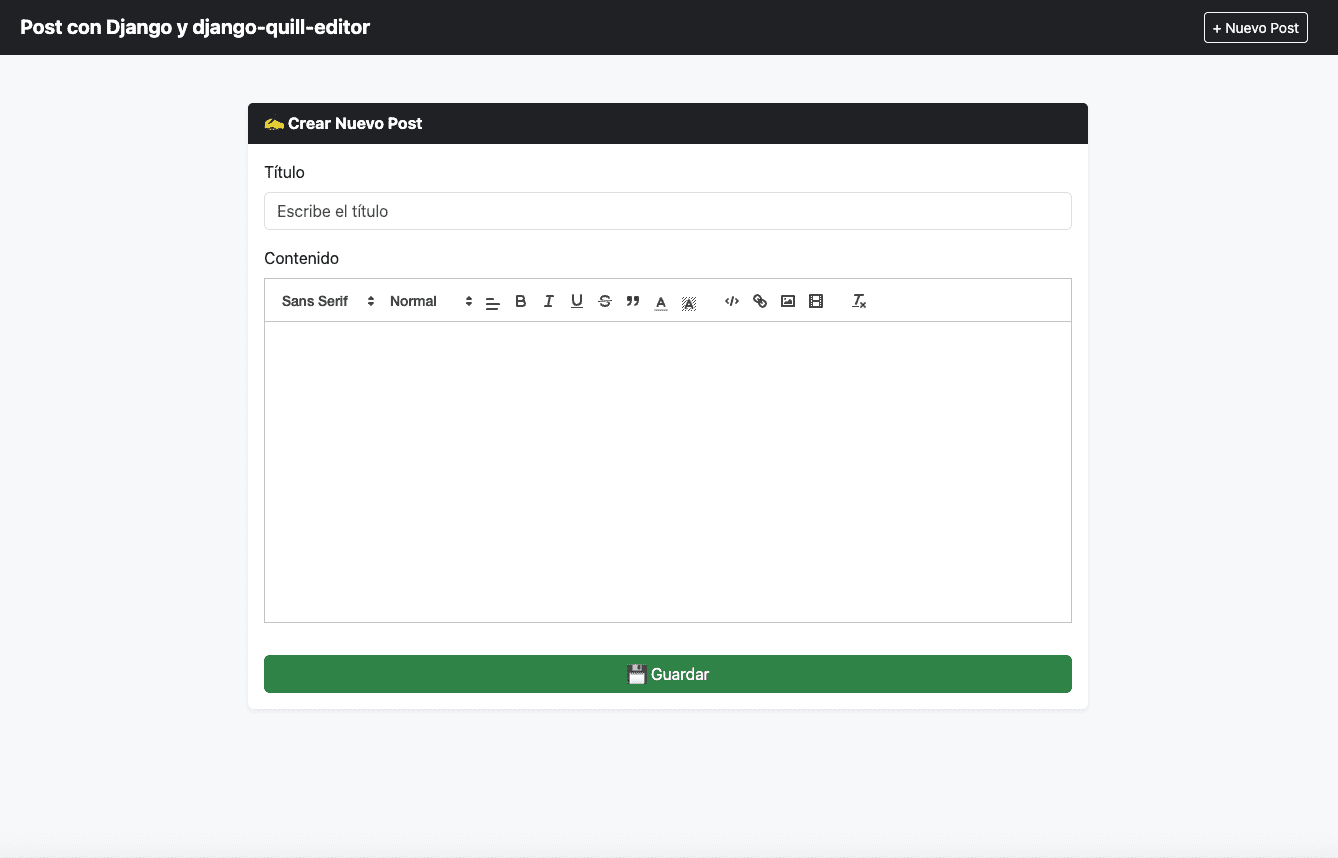 Post con Django y django-quill-editor
+ Nuevo Post
✍️ Crear Nuevo Post
Título
Escribe el título
Contenido
Sans Serif Normal
💾 Guardar